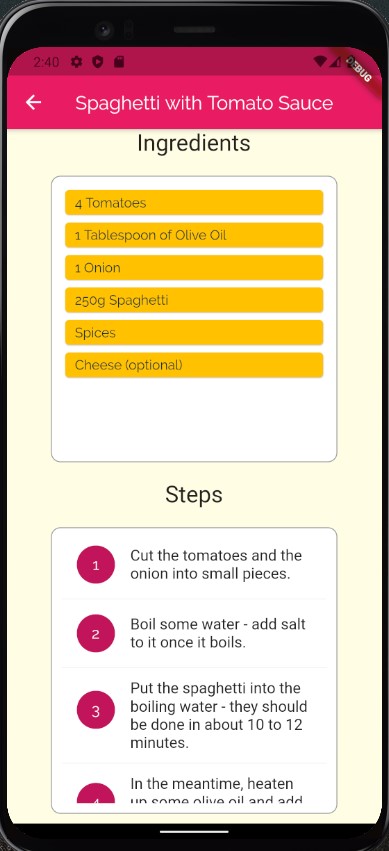 2:40
DEBUG
Spaghetti with Tomato Sauce
Ingredients
4 Tomatoes
1 Tablespoon of Olive Oil
1 Onion
250g Spaghetti
Spices
Cheese (optional)
Steps
1
Cut the tomatoes and the
onion into small pieces.
2
Boil some water - add salt
to it once it boils.
3
Put the spaghetti into the
boiling water - they should
be done in about 10 to 12
minutes.
4
In the meantime, heaten
up some olive oil and add